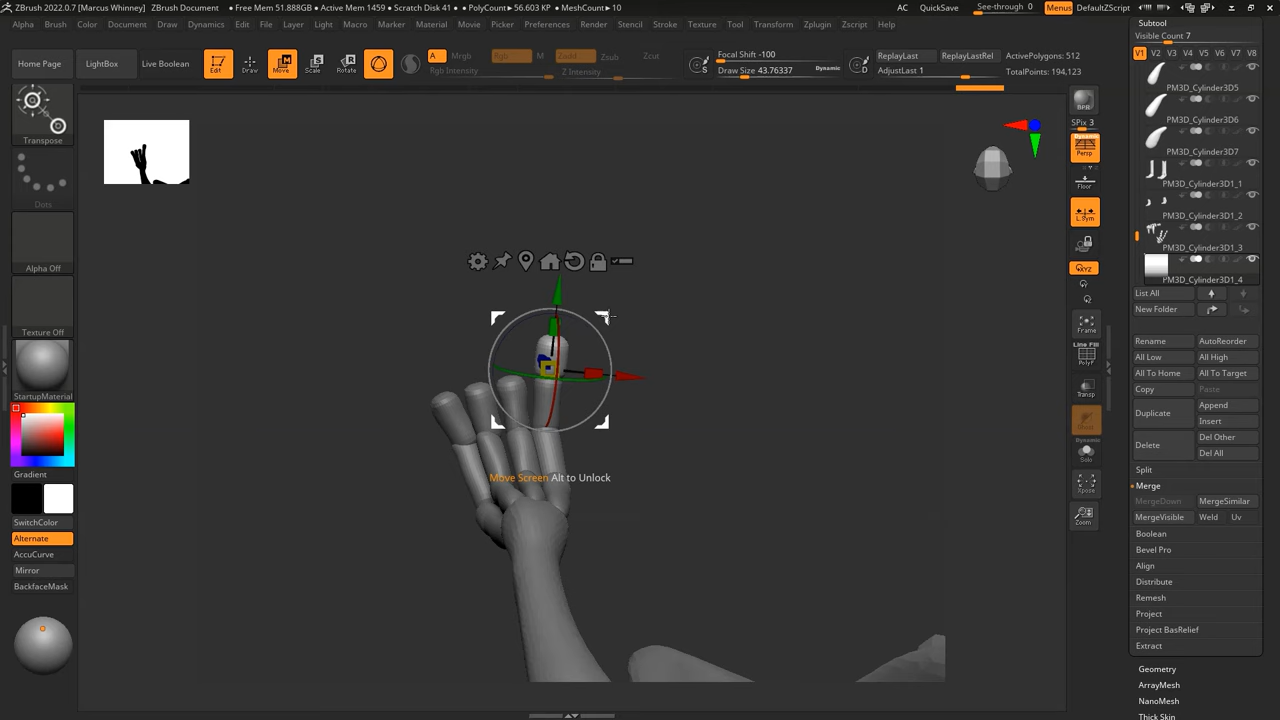 ZBrush 2022.0.7 [Marcus Whinney] ZBrush Document • Free Mem 51.888GB • Active Mem 1459 • Scratch Disk 41 • PolyCount▸ 56.603 KP • MeshCount▸ 10
AC QuickSave See-through 0 Menus DefaultZScript
Alpha Brush Color Document Draw Dynamics Edit File Layer Light Macro Marker Material Movie Picker Preferences Render Stencil Stroke Texture Tool Transform Zplugin Zscript Help
Home Page LightBox Live Boolean
Edit Draw Move Scale Rotate
A Mrgb Rgb M Zadd Zsub Zcut
Rgb Intensity Z Intensity
Focal Shift -100
Draw Size 43.76337 Dynamic
S D
ReplayLast ReplayLastRel
AdjustLast 1
ActivePolygons: 512
TotalPoints: 194,123
Transpose
Dots
Alpha Off
Texture Off
StartupMaterial
Gradient
SwitchColor
Alternate
AccuCurve
Mirror
BackfaceMask
Move Screen Alt to Unlock
BPR
SPix 3
Dynamic
Persp
Floor
L.Sym
XYZ
Frame
Line Fill
PolyF
Transp
Dynamic
Solo
Xpose
Zoom
Subtool
Visible Count 7
V1 V2 V3 V4 V5 V6 V7 V8
PM3D_Cylinder3D5
PM3D_Cylinder3D6
PM3D_Cylinder3D7
PM3D_Cylinder3D1_1
PM3D_Cylinder3D1_2
PM3D_Cylinder3D1_3
PM3D_Cylinder3D1_4
List All
New Folder
Rename AutoReorder
All Low All High
All To Home All To Target
Copy Paste
Duplicate Append
Insert
Delete Del Other
Del All
Split
Merge
MergeDown MergeSimilar
MergeVisible Weld Uv
Boolean
Bevel Pro
Align
Distribute
Remesh
Project
Project BasRelief
Extract
Geometry
ArrayMesh
NanoMesh
Thick Skin